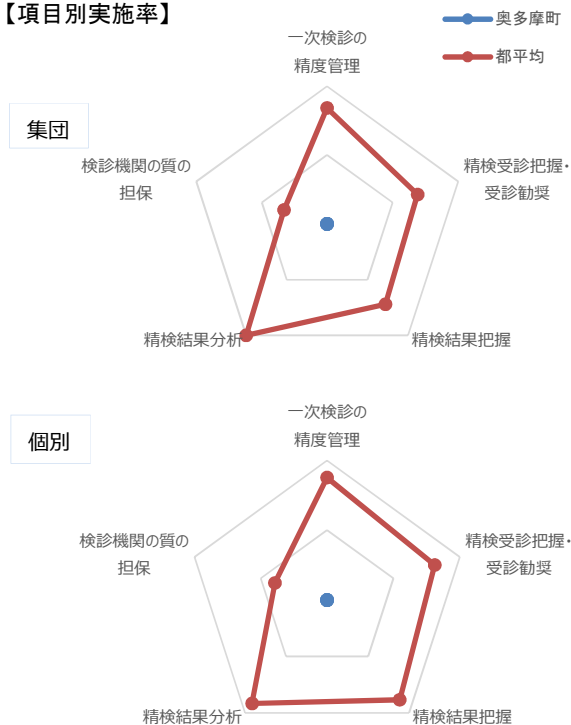 【項目別実施率】
奥多摩町
都平均
集団
一次検診の
精度管理
精検受診把握・
受診勧奨
精検結果把握
精検結果分析
検診機関の質の
担保
個別
一次検診の
精度管理
精検受診把握・
受診勧奨
精検結果把握
精検結果分析
検診機関の質の
担保